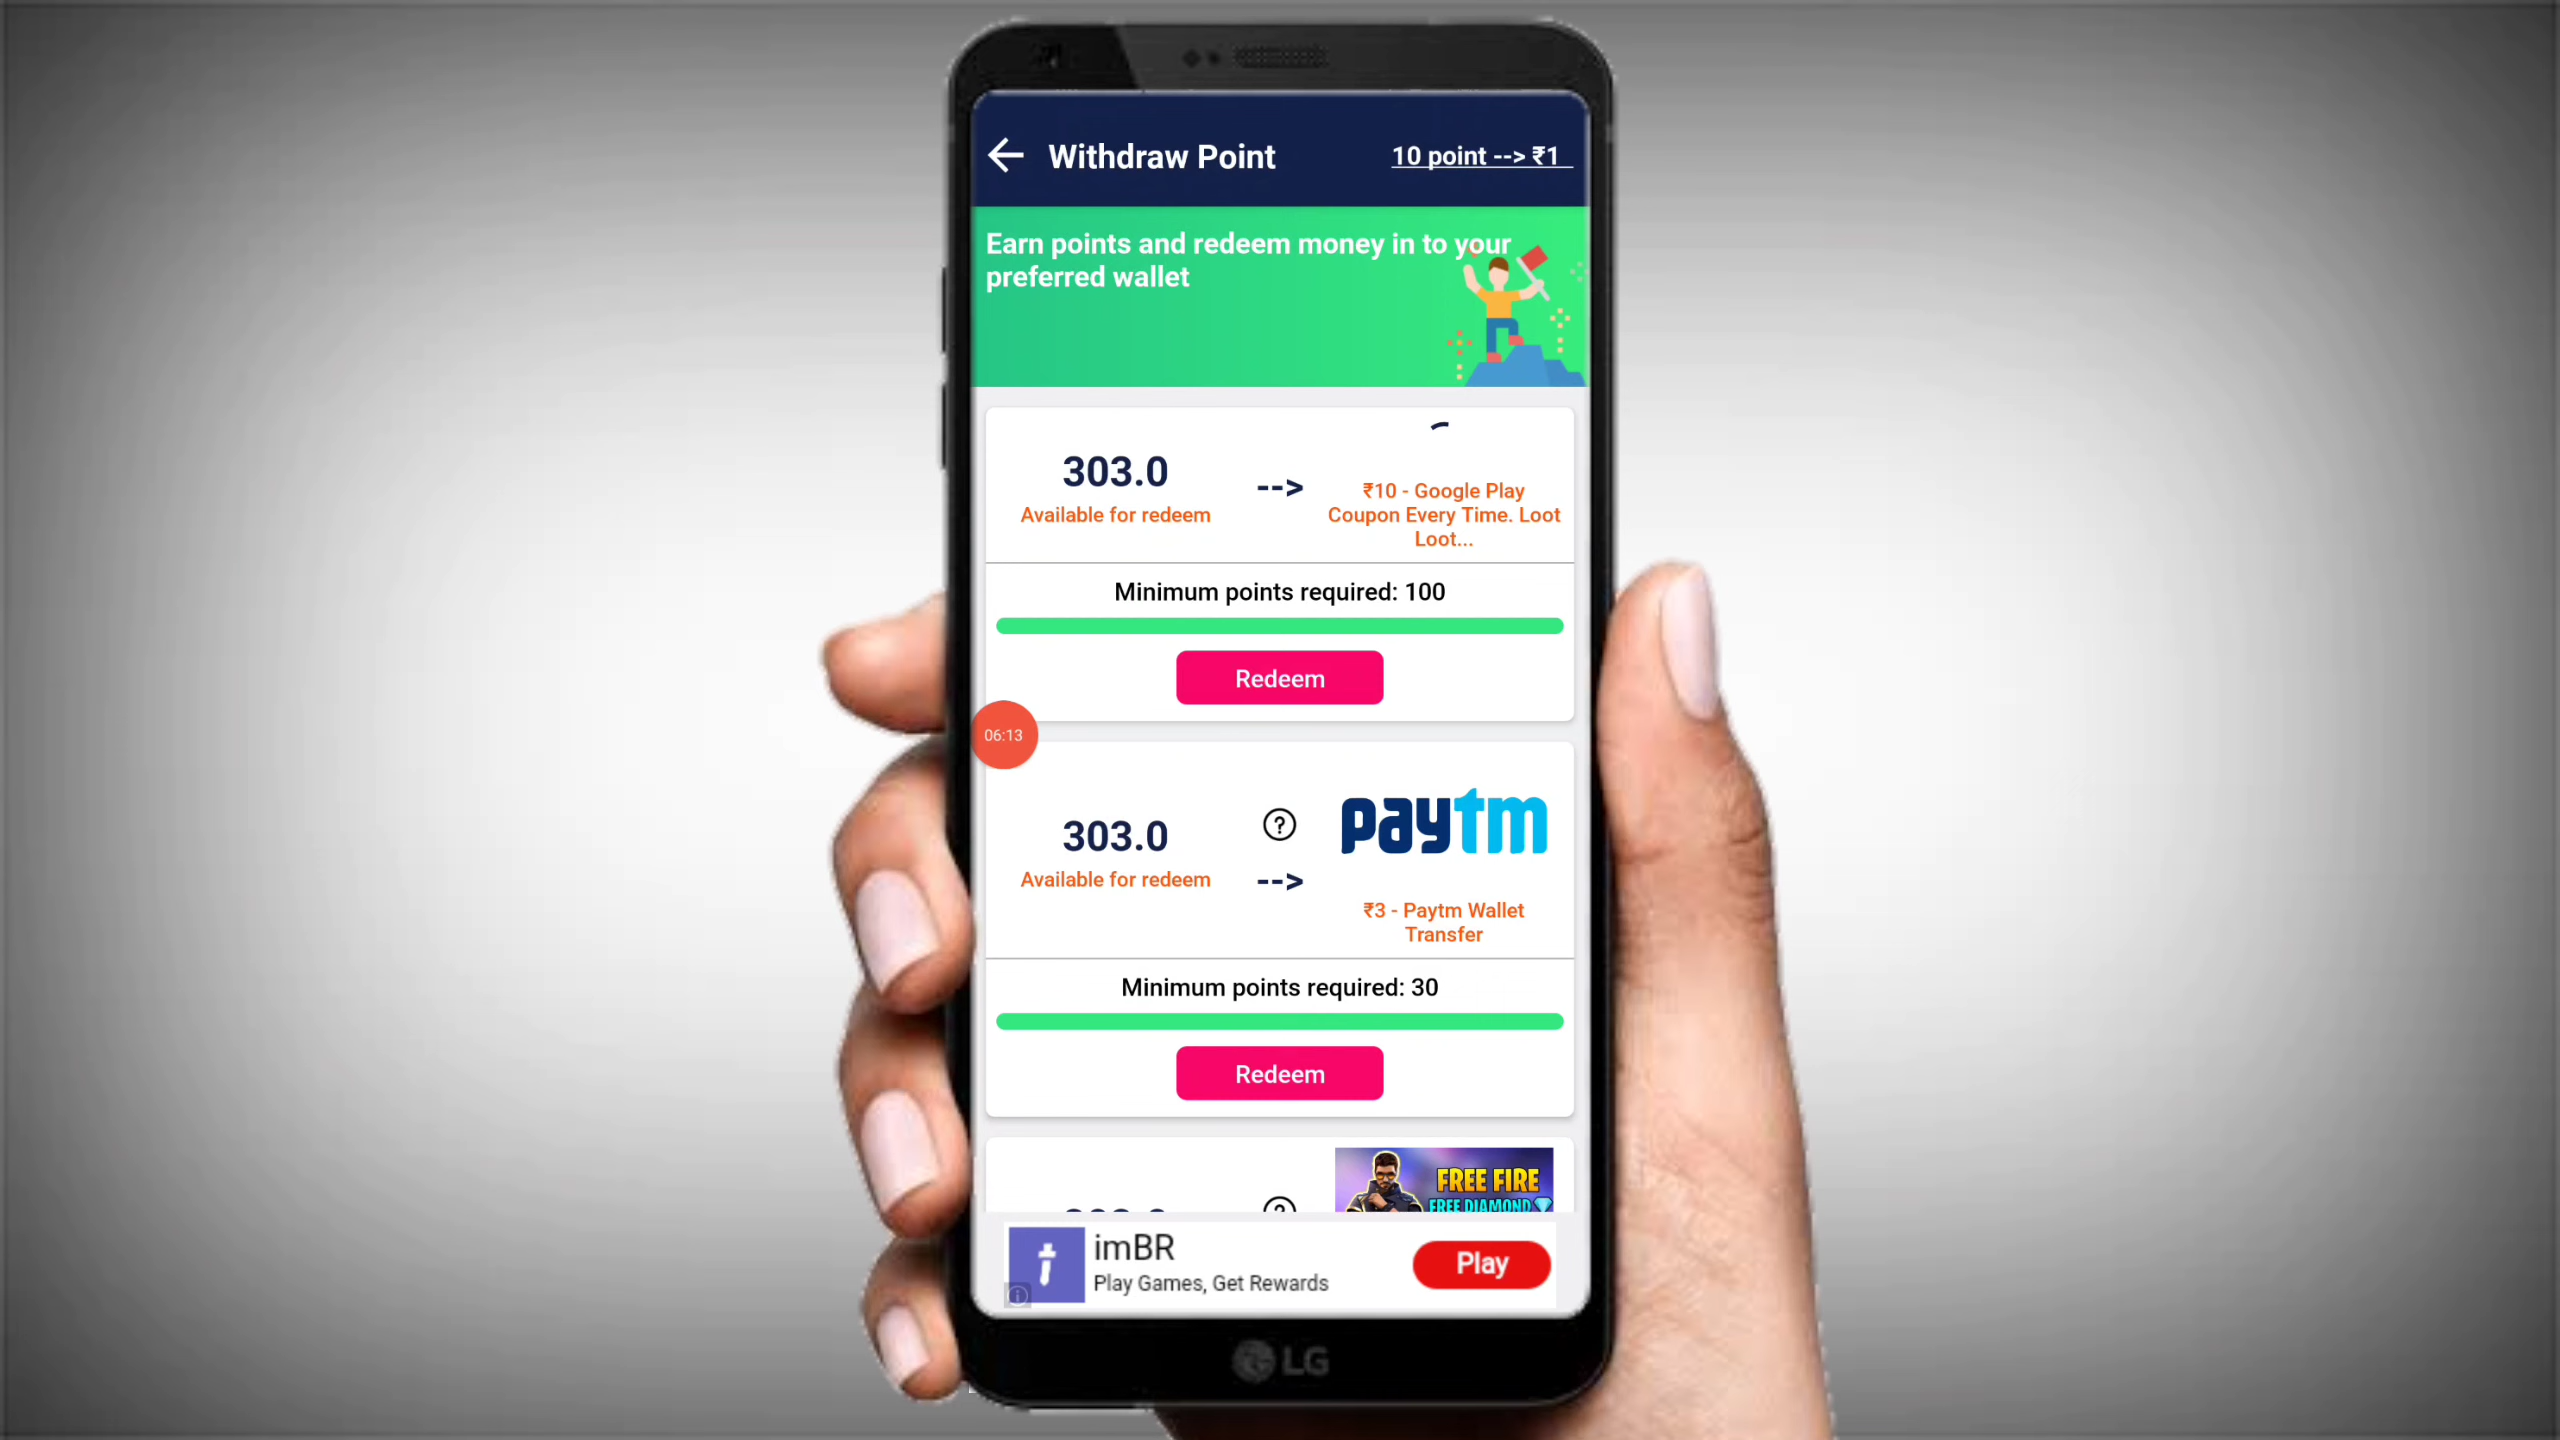 Withdraw Point
10 point --> ₹1
Earn points and redeem money in to your
preferred wallet
303.0
Available for redeem
-->
₹10 - Google Play
Coupon Every Time. Loot
Loot...
Minimum points required: 100
Redeem
06:13
303.0
Available for redeem
?
-->
paytm
₹3 - Paytm Wallet
Transfer
Minimum points required: 30
Redeem
FREE FIRE
FREE DIAMOND
imBR
Play Games, Get Rewards
Play
LG